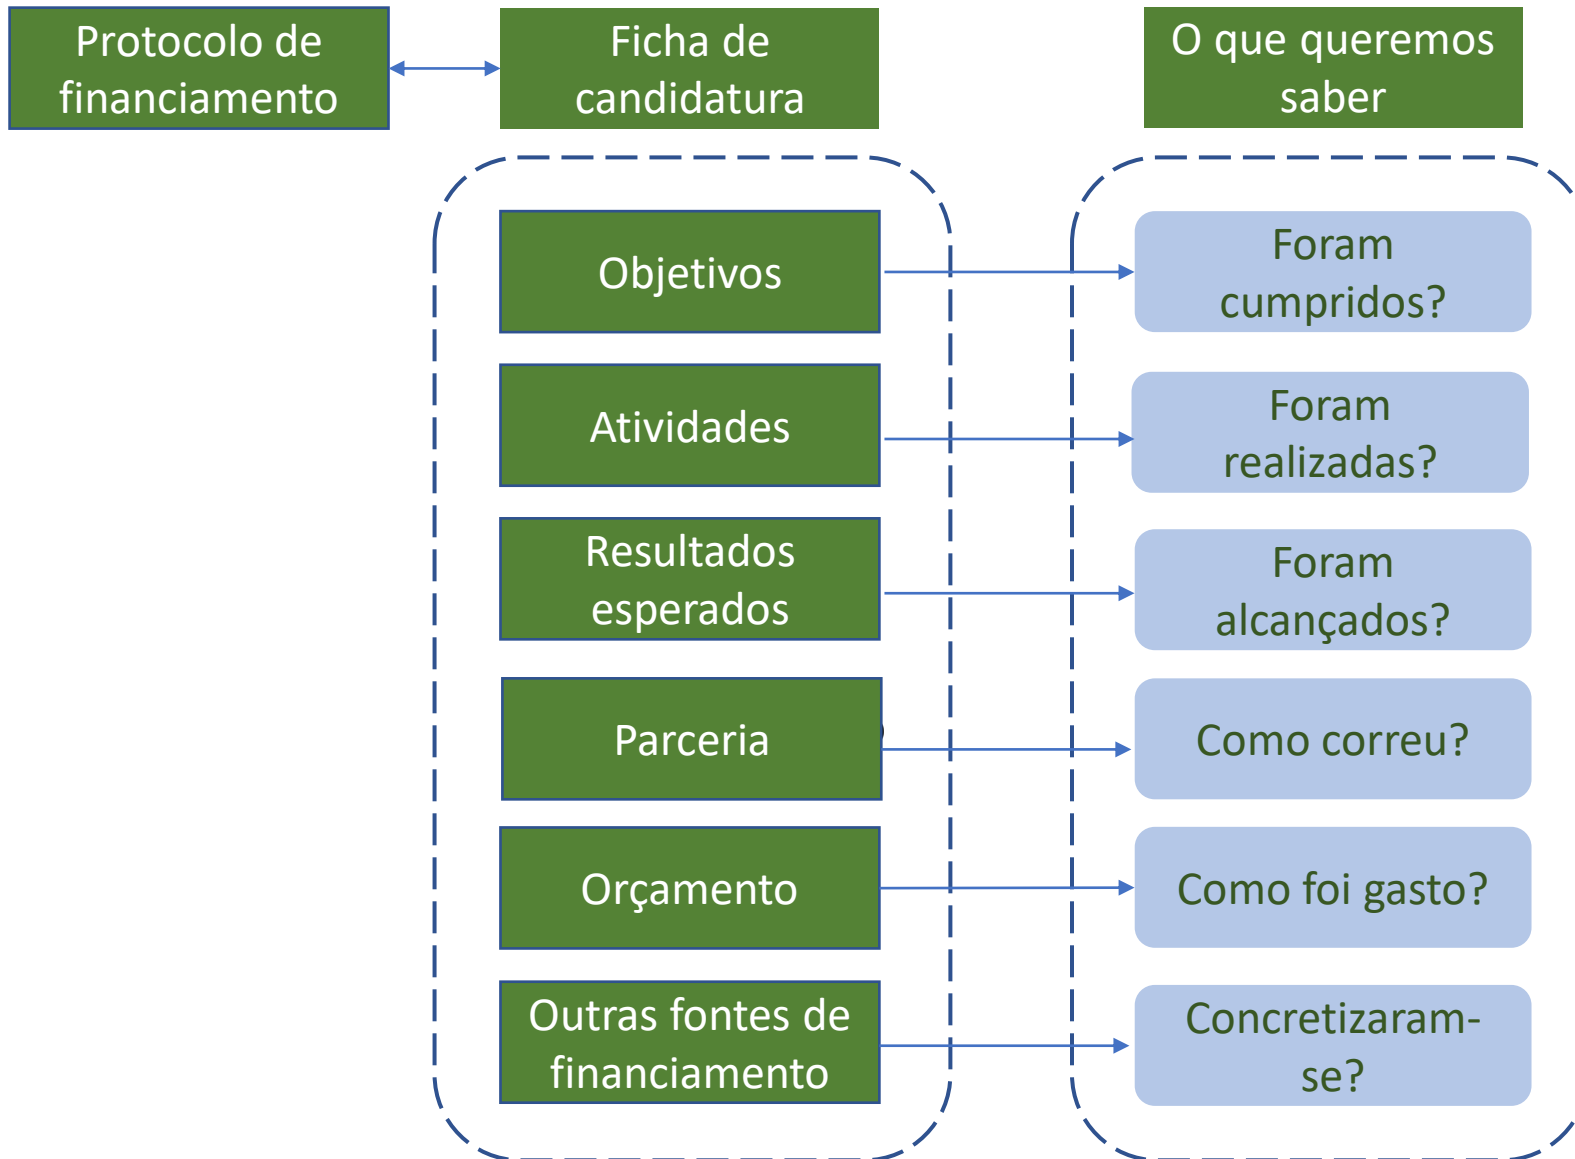 Protocolo de
financiamento
Ficha de
candidatura
O que queremos
saber
Objetivos
Foram
cumpridos?
Atividades
Foram
realizadas?
Resultados
esperados
Foram
alcançados?
Parceria
Como correu?
Orçamento
Como foi gasto?
Outras fontes de
financiamento
Concretizaram-
se?